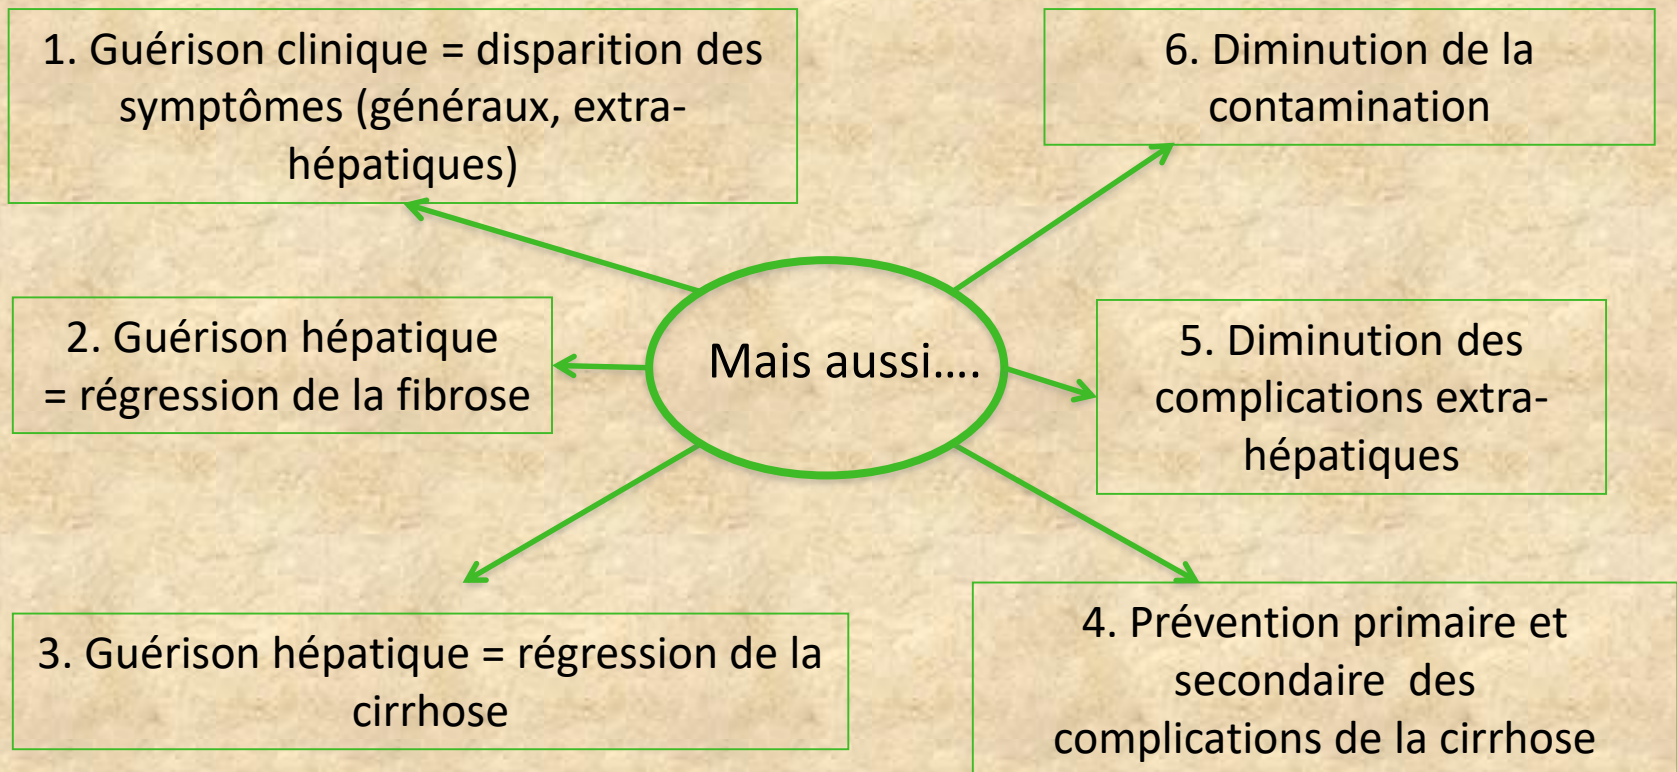 1. Guérison clinique = disparition des
symptômes (généraux, extra-
hépatiques)
6. Diminution de la
contamination
2. Guérison hépatique
= régression de la fibrose
Mais aussi....
5. Diminution des
complications extra-
hépatiques
3. Guérison hépatique = régression de la
cirrhose
4. Prévention primaire et
secondaire des
complications de la cirrhose